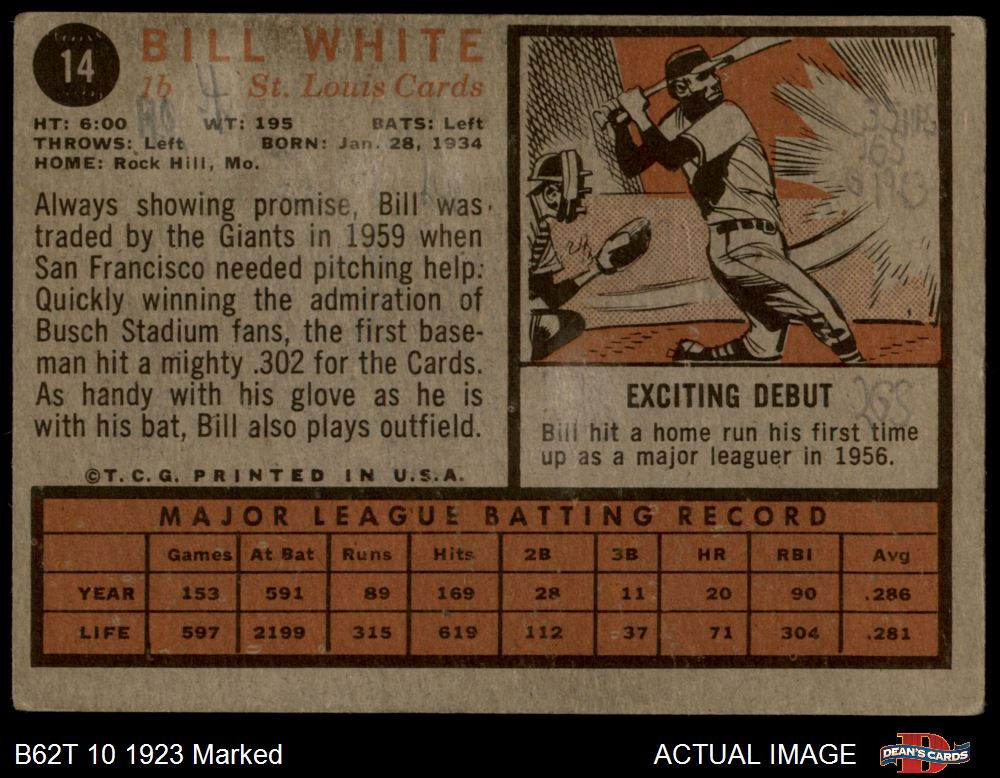 14
BILL WHITE
1b St. Louis Cards
HT: 6:00 WT: 195 BATS: Left
THROWS: Left BORN: Jan. 28, 1934
HOME: Rock Hill, Mo.
Always showing promise, Bill was
traded by the Giants in 1959 when
San Francisco needed pitching help.
Quickly winning the admiration of
Busch Stadium fans, the first base-
man hit a mighty .302 for the Cards.
As handy with his glove as he is
with his bat, Bill also plays outfield.
©T.C.G. PRINTED IN U.S.A.
EXCITING DEBUT
Bill hit a home run his first time
up as a major leaguer in 1956.
MAJOR LEAGUE BATTING RECORD
Games At Bat Runs Hits 2B 3B HR RBI Avg
YEAR 153 591 89 169 28 11 20 90 .286
LIFE 597 2199 315 619 112 37 71 304 .281
B62T 10 1923 Marked
ACTUAL IMAGE
DEAN'S CARDS